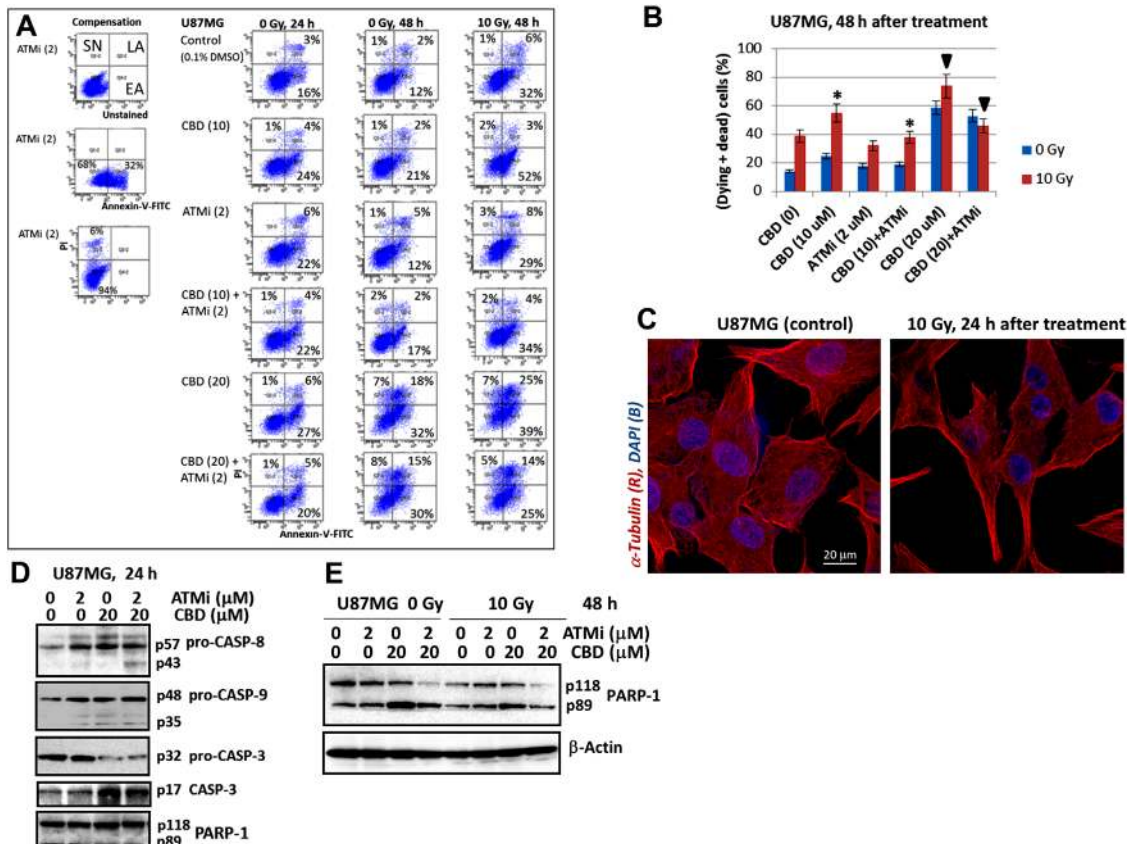 A
Compensation
ATMi (2)
SN
LA
EA
Unstained
ATMi (2)
68%
32%
Annexin-V-FITC
ATMi (2)
PI
6%
94%
U87MG
0 Gy, 24 h
0 Gy, 48 h
10 Gy, 48 h
Control
(0.1% DMSO)
3%
16%
1% 2%
12%
1% 6%
32%
CBD (10)
1% 4%
24%
1% 2%
21%
2% 3%
52%
ATMi (2)
6%
22%
1% 5%
12%
3% 8%
29%
CBD (10) +
ATMi (2)
1% 4%
22%
2% 2%
17%
2% 4%
34%
CBD (20)
1% 6%
27%
7% 18%
32%
7% 25%
39%
CBD (20) +
ATMi (2)
PI
1% 5%
20%
8% 15%
30%
5% 14%
25%
Annexin-V-FITC
B
U87MG, 48 h after treatment
(Dying + dead) cells (%)
100
80
60
40
20
0
* *
CBD (0)
CBD (10 uM)
ATMi (2 uM)
CBD (10)+ATMi
CBD (20 uM)
CBD (20)+ATMi
0 Gy
10 Gy
C
U87MG (control)
10 Gy, 24 h after treatment
α-Tubulin (R), DAPI (B)
20 μm
D
U87MG, 24 h
0 2 0 2 ATMi (μM)
0 0 20 20 CBD (μM)
p57 pro-CASP-8
p43
p48 pro-CASP-9
p35
p32 pro-CASP-3
p17 CASP-3
p118 PARP-1
p89
E
U87MG 0 Gy 10 Gy 48 h
0 2 0 2 0 2 0 2 ATMi (μM)
0 0 20 20 0 0 20 20 CBD (μM)
p118 PARP-1
p89
β-Actin